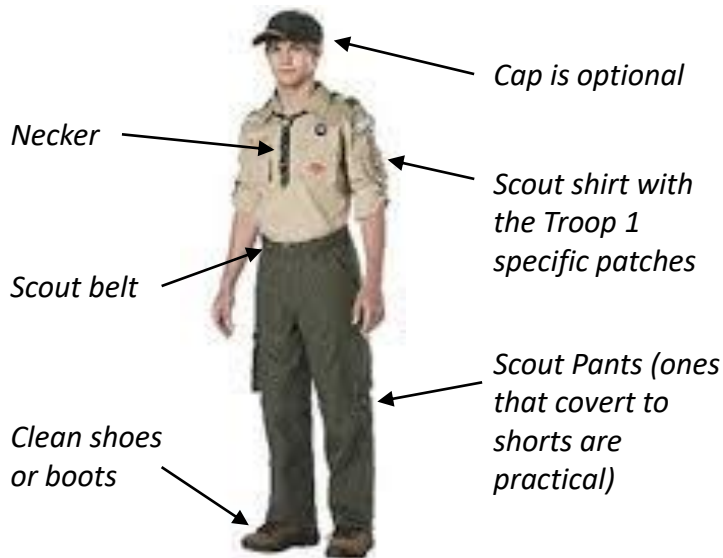 Cap is optional
Necker
Scout shirt with
the Troop 1
specific patches
Scout belt
Scout Pants (ones
that covert to
shorts are
practical)
Clean shoes
or boots